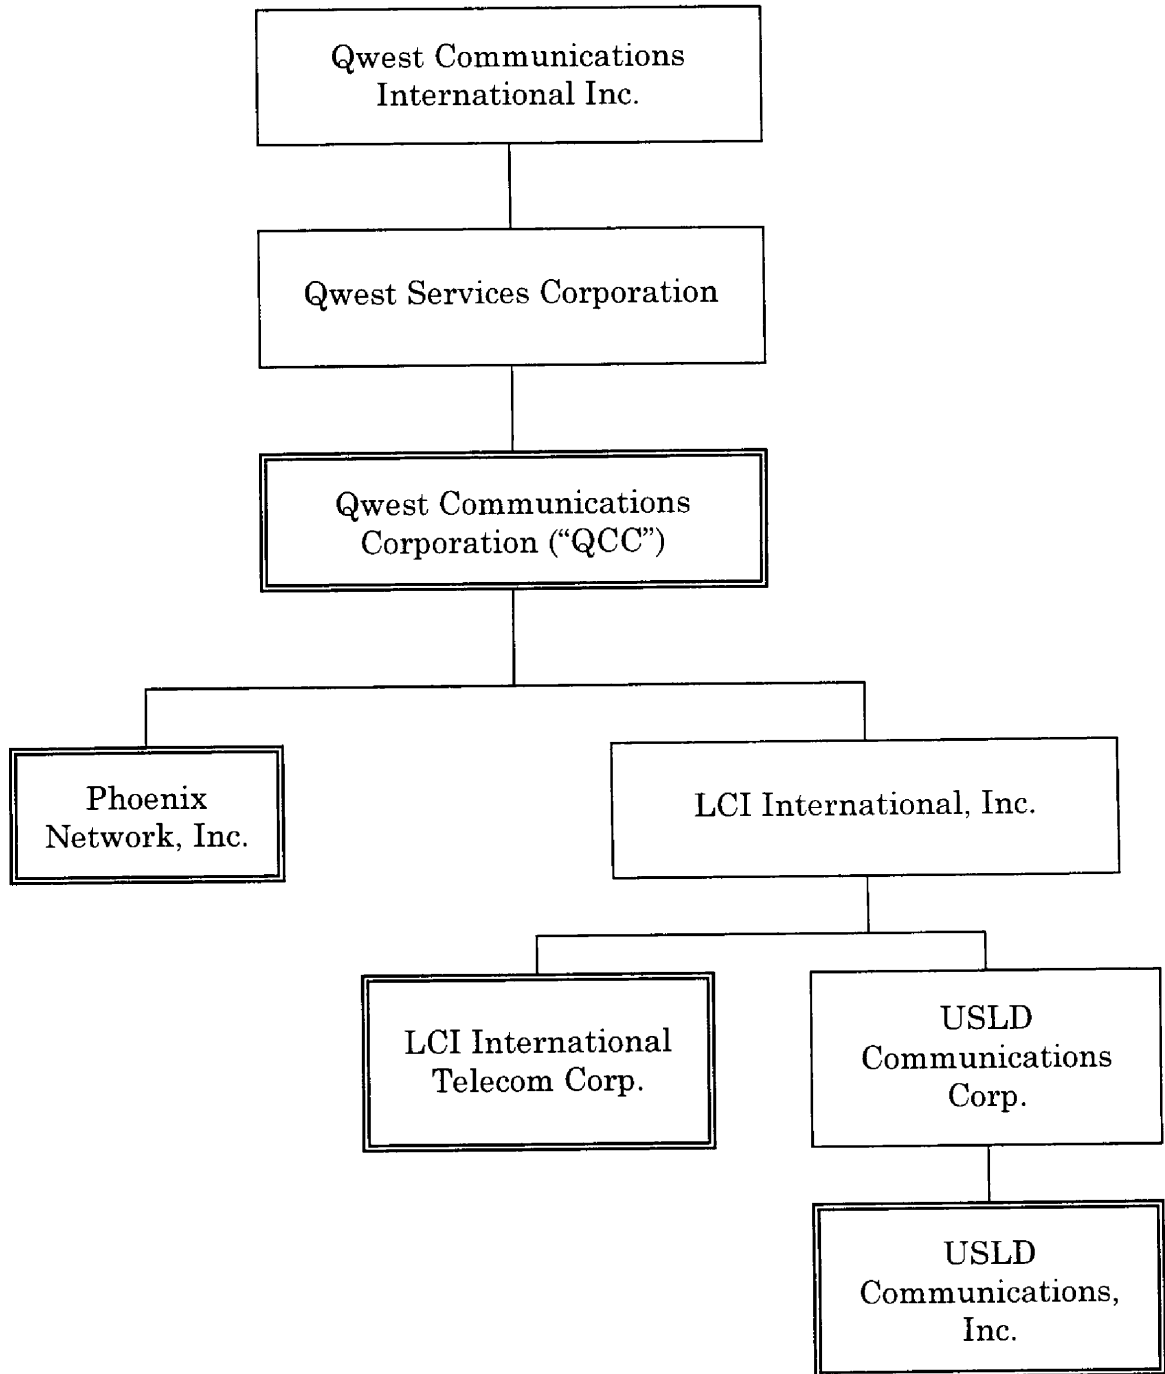 Qwest Communications
International Inc.
Qwest Services Corporation
Qwest Communications
Corporation (“QCC”)
Phoenix
Network, Inc.
LCI International, Inc.
LCI International
Telecom Corp.
USLD
Communications
Corp.
USLD
Communications,
Inc.